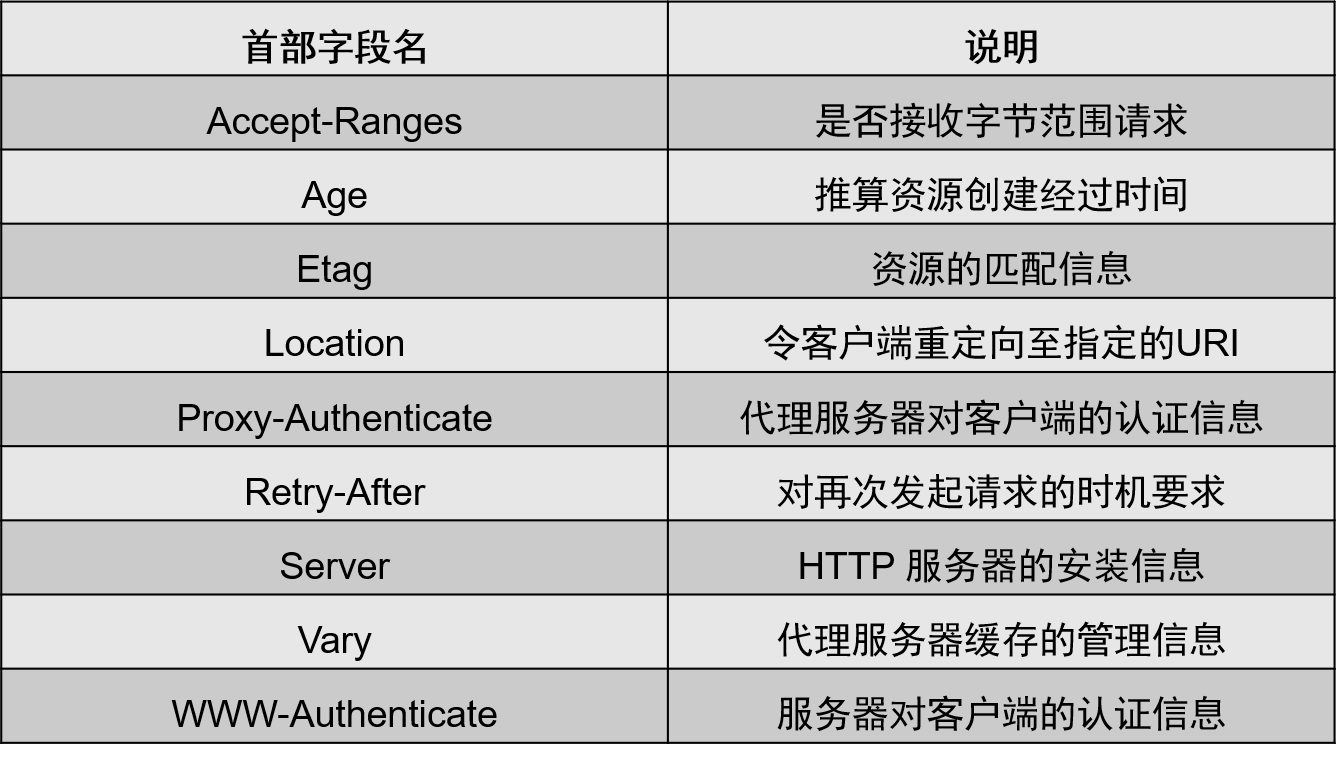 首部字段名 说明
Accept-Ranges 是否接收字节范围请求
Age 推算资源创建经过时间
Etag 资源的匹配信息
Location 令客户端重定向至指定的URI
Proxy-Authenticate 代理服务器对客户端的认证信息
Retry-After 对再次发起请求的时机要求
Server HTTP 服务器的安装信息
Vary 代理服务器缓存的管理信息
WWW-Authenticate 服务器对客户端的认证信息